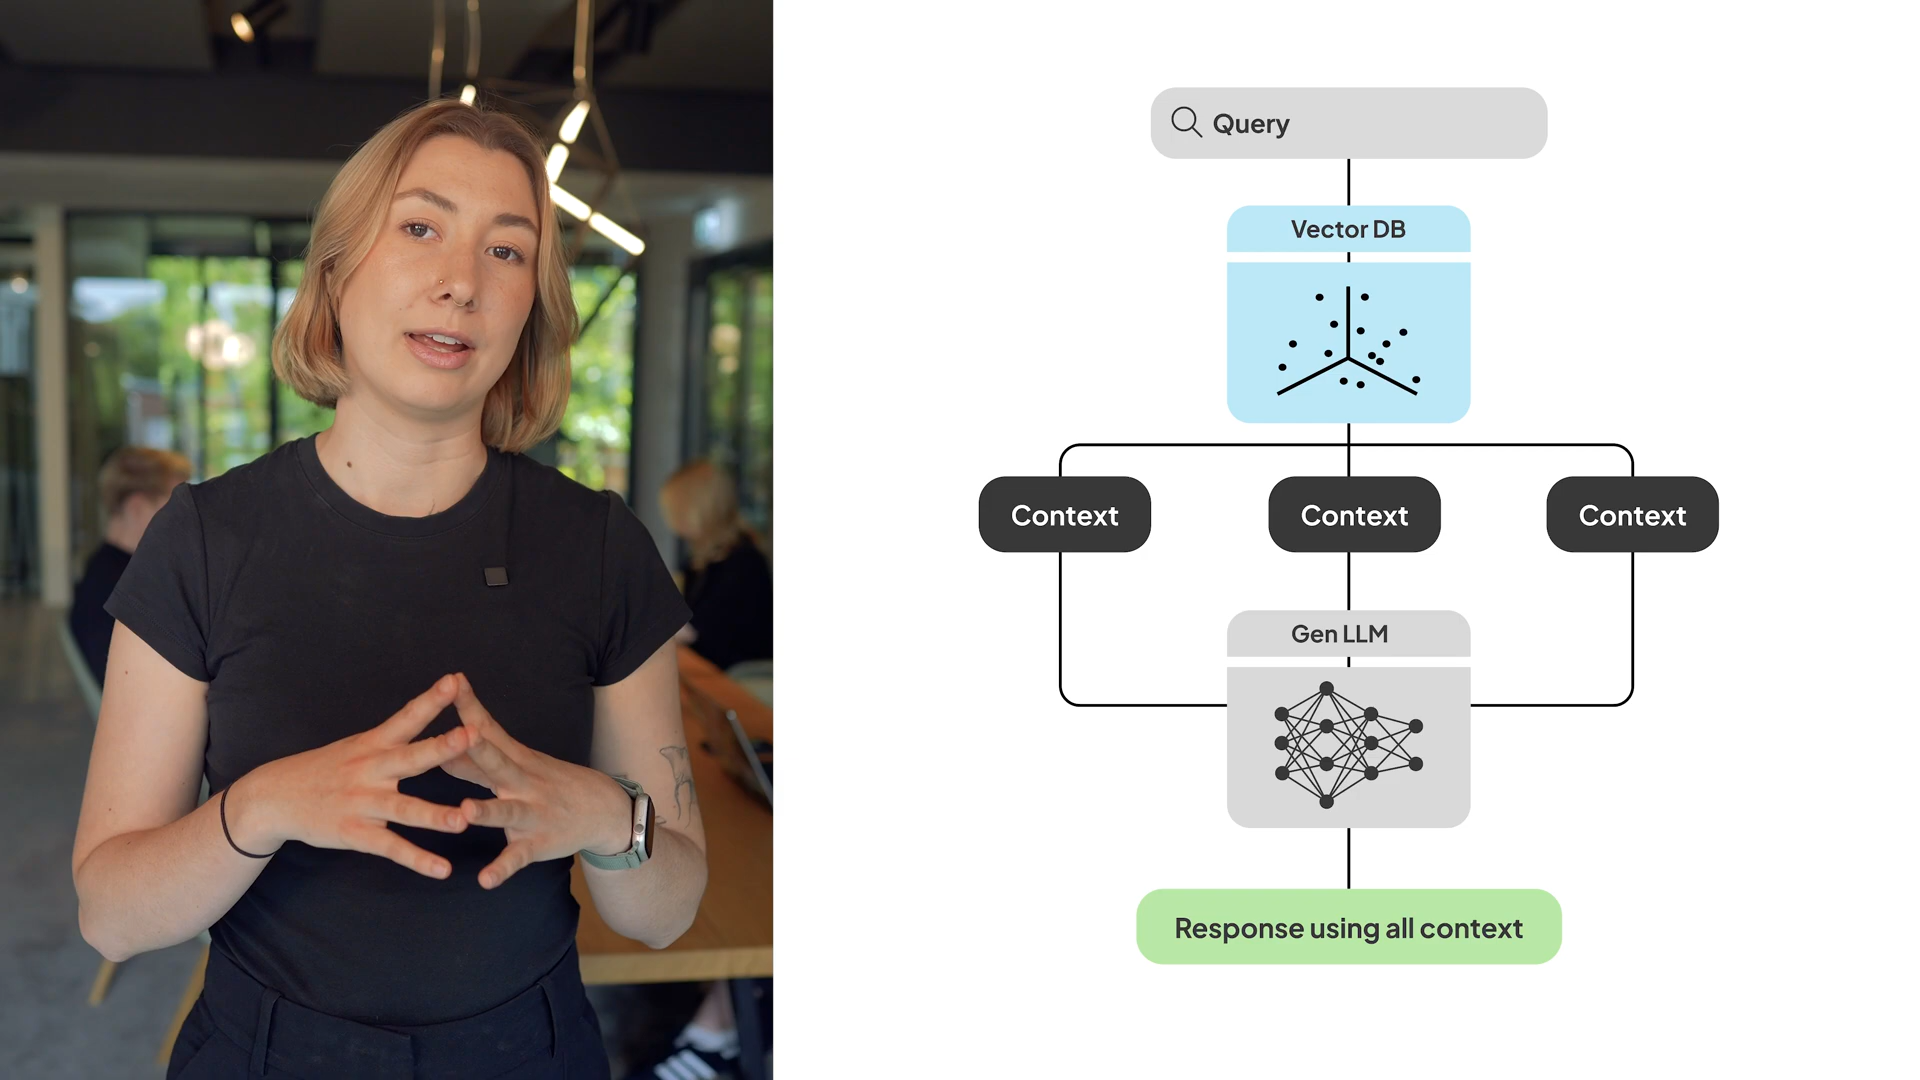 Query
Vector DB
Context
Context
Context
Gen LLM
Response using all context